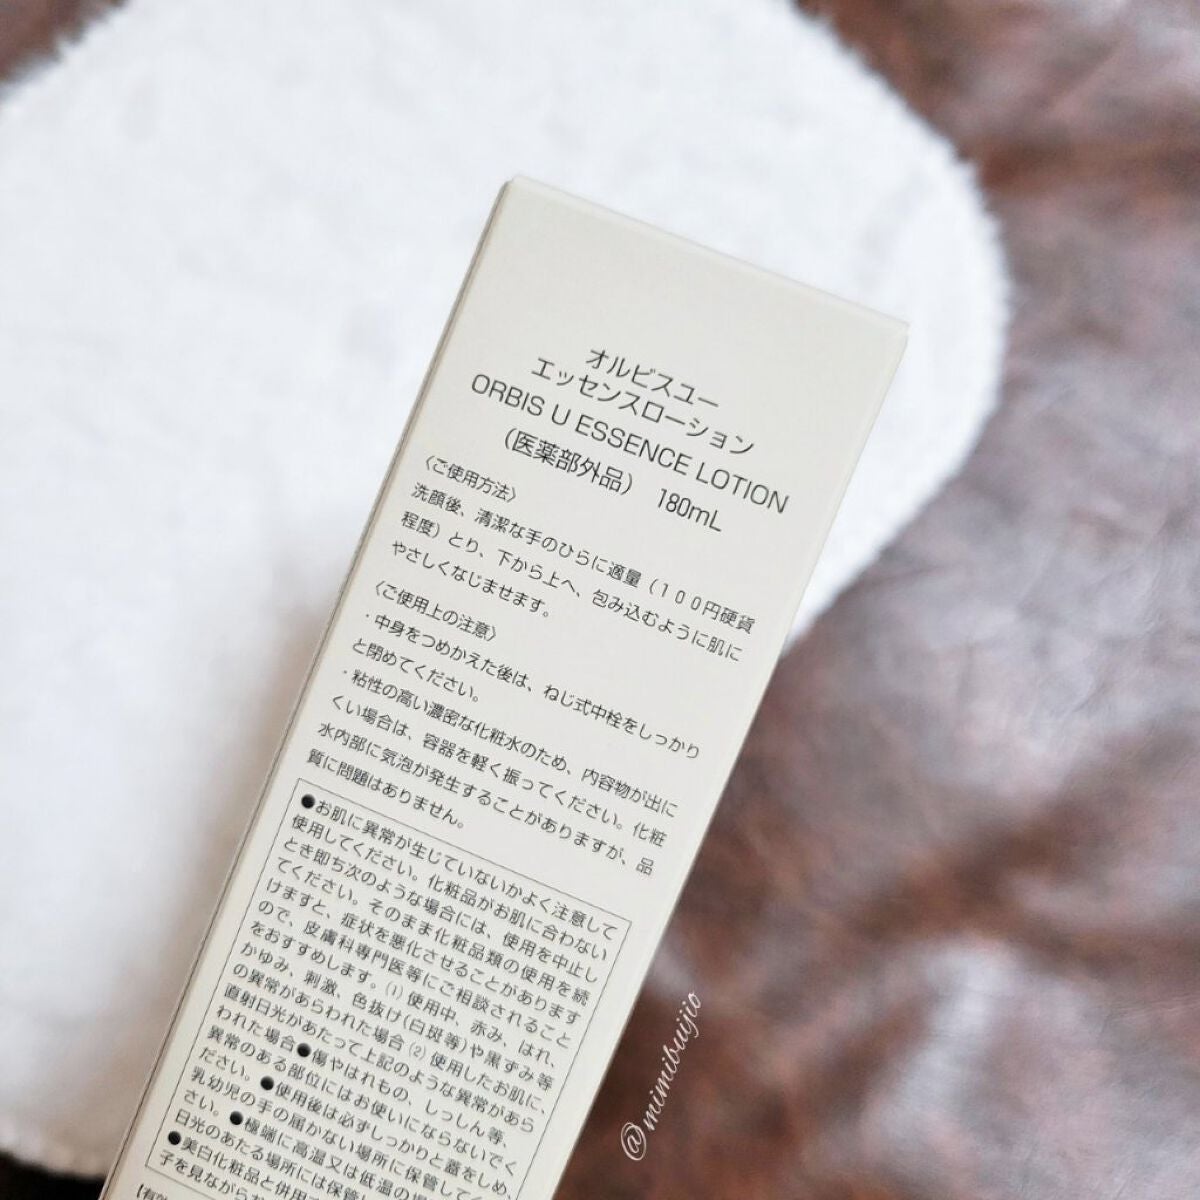 オルビスユー
エッセンスローション
ORBIS U ESSENCE LOTION
(医薬部外品) 180mL
〈ご使用方法〉
洗顔後、清潔な手のひらに適量(100円硬貨
程度)とり、下から上へ、包み込むように肌に
やさしくなじませます。
〈ご使用上の注意〉
・中身をつめかえた後は、ねじ式中栓をしっかり
と閉めてください。
・粘性の高い濃密な化粧水のため、内容物が出に
くい場合は、容器を軽く振ってください。化粧
水内部に気泡が発生することがありますが、品
質に問題はありません。
●お肌に異常が生じていないかよく注意して
使用してください。化粧品がお肌に合わない
とき即ち次のような場合には、使用を中止し
てください。そのまま化粧品類の使用を続
けますと、症状を悪化させることがあります
ので、皮膚科専門医等にご相談されること
をおすすめします。(1)使用中、赤み、はれ、
かゆみ、刺激、色抜け(白斑等)や黒ずみ等
の異常があらわれた場合(2)使用したお肌に、
直射日光があたって上記のような異常があら
われた場合●傷やはれもの、しっしん等、
異常のある部位にはお使いにならないでく
ださい。●使用後は必ずしっかりと蓋をしめ、
乳幼児の手の届かない場所に保管してくだ
さい。●極端に高温又は低温の場
日光のあたる場所には保管し
●美白化粧品と併用
子を見ながらお
【有効
@mimibuijio